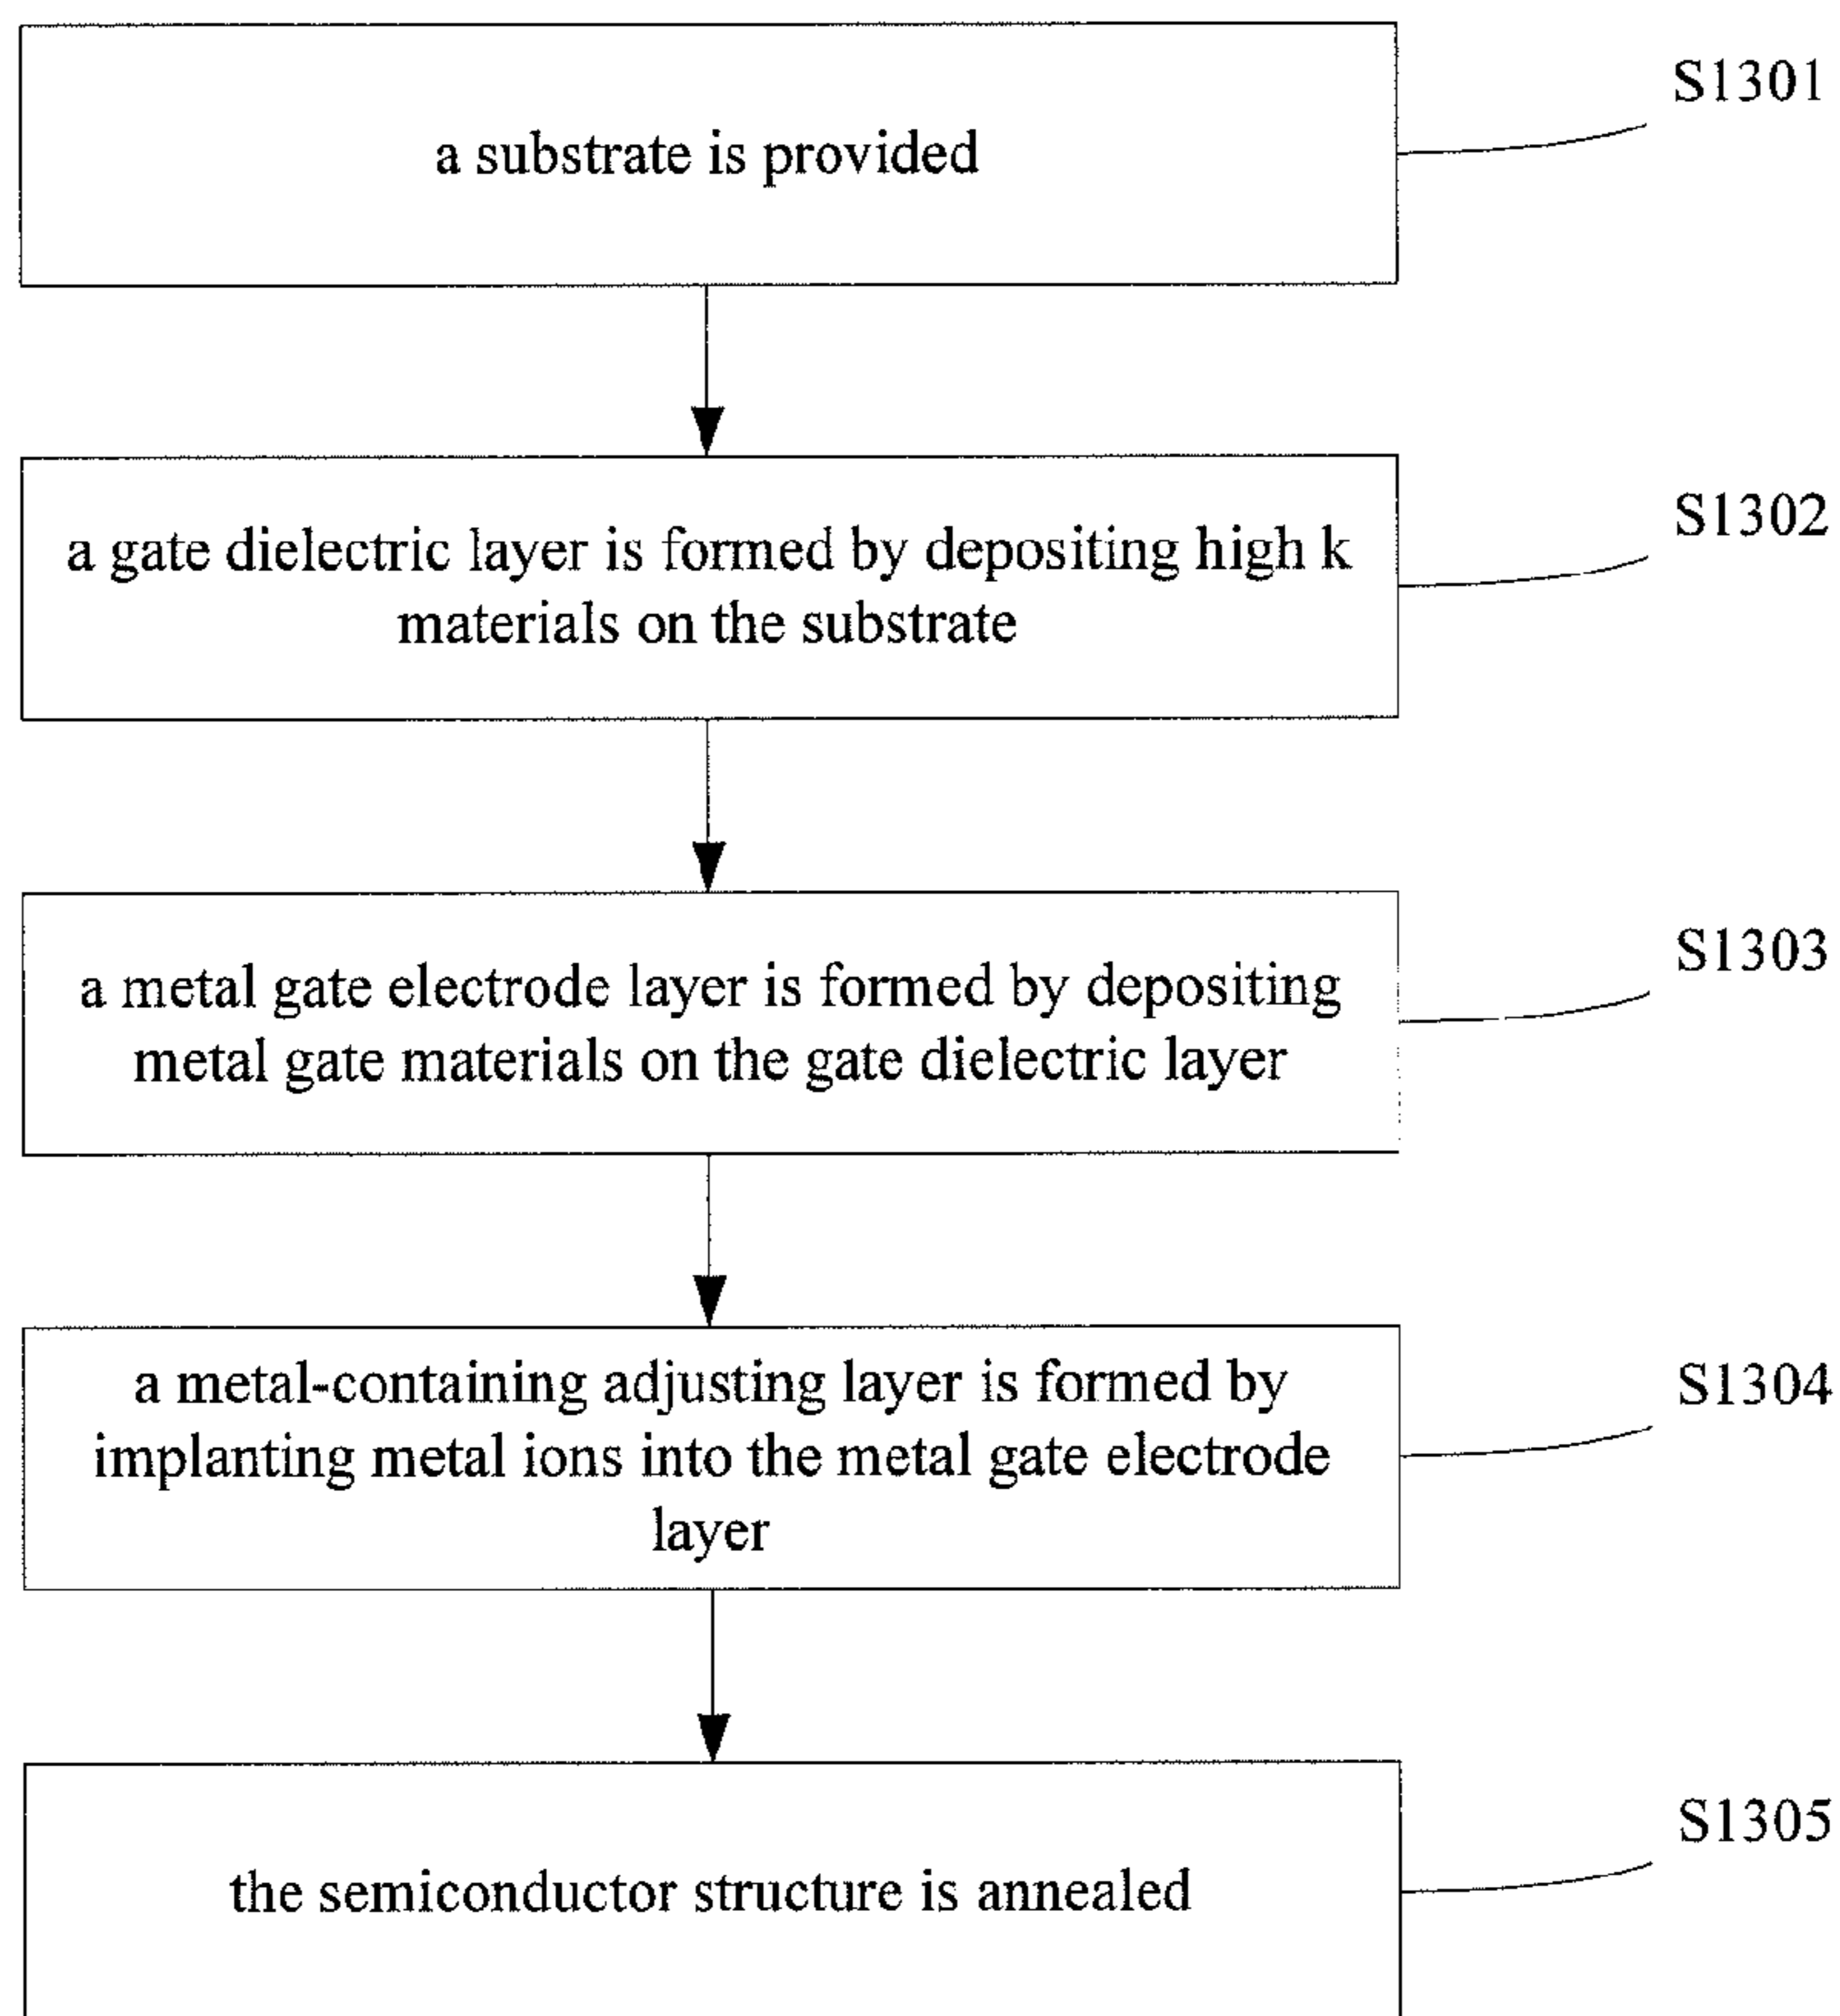 S1301
a substrate is provided
S1302
a gate dielectric layer is formed by depositing high k
materials on the substrate
S1303
a metal gate electrode layer is formed by depositing
metal gate materials on the gate dielectric layer
S1304
a metal-containing adjusting layer is formed by
implanting metal ions into the metal gate electrode
layer
S1305
the semiconductor structure is annealed